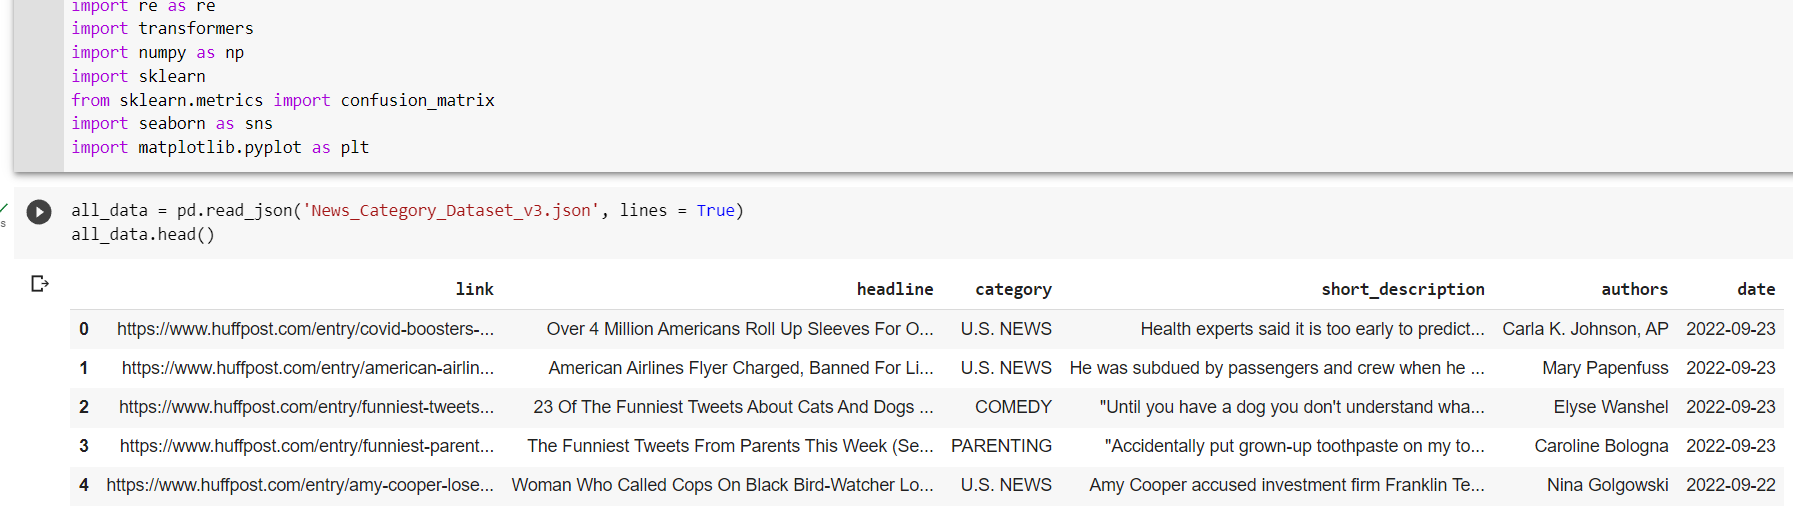 import re as re
import transformers
import numpy as np
import sklearn
from sklearn.metrics import confusion_matrix
import seaborn as sns
import matplotlib.pyplot as plt
s
all_data = pd.read_json('News_Category_Dataset_v3.json', lines = True)
all_data.head()
link headline category short_description authors date
0 https://www.huffpost.com/entry/covid-boosters-... Over 4 Million Americans Roll Up Sleeves For O... U.S. NEWS Health experts said it is too early to predict... Carla K. Johnson, AP 2022-09-23
1 https://www.huffpost.com/entry/american-airlin... American Airlines Flyer Charged, Banned For Li... U.S. NEWS He was subdued by passengers and crew when he ... Mary Papenfuss 2022-09-23
2 https://www.huffpost.com/entry/funniest-tweets... 23 Of The Funniest Tweets About Cats And Dogs ... COMEDY "Until you have a dog you don't understand wha... Elyse Wanshel 2022-09-23
3 https://www.huffpost.com/entry/funniest-parent... The Funniest Tweets From Parents This Week (Se... PARENTING "Accidentally put grown-up toothpaste on my to... Caroline Bologna 2022-09-23
4 https://www.huffpost.com/entry/amy-cooper-lose... Woman Who Called Cops On Black Bird-Watcher Lo... U.S. NEWS Amy Cooper accused investment firm Franklin Te... Nina Golgowski 2022-09-22